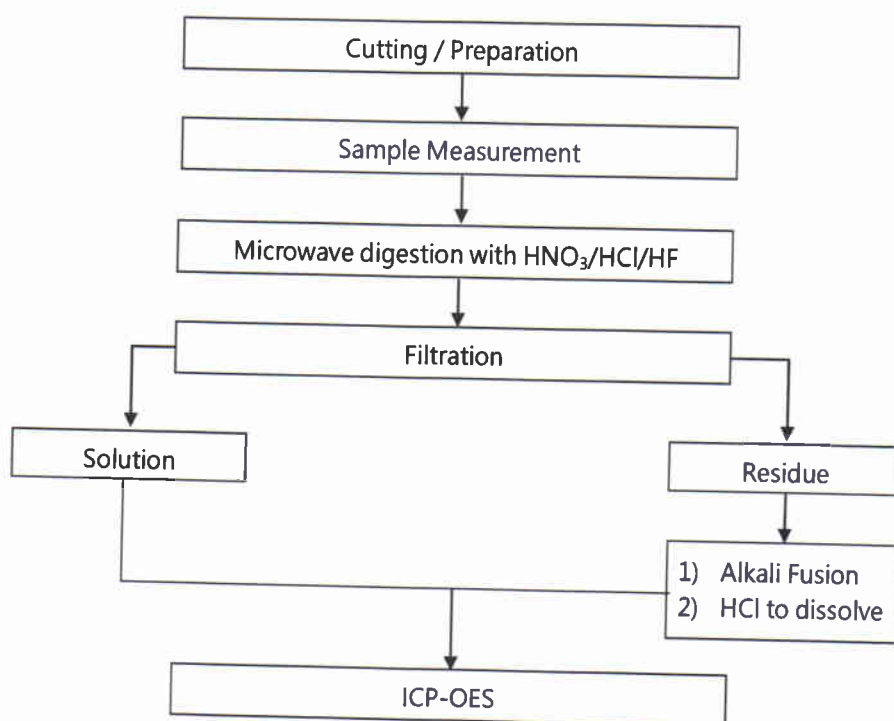 Cutting / Preparation
Sample Measurement
Microwave digestion with HNO₃/HCl/HF
Filtration
Solution
Residue
1) Alkali Fusion
2) HCl to dissolve
ICP-OES